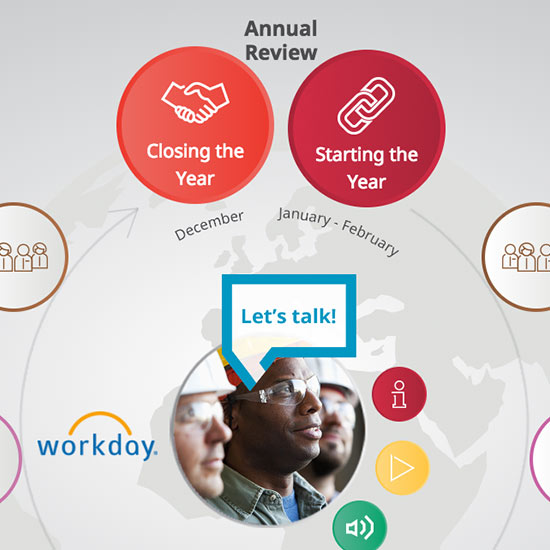 Annual
Review
Closing the
Year
Starting the
Year
December
January - February
Let's talk!
workday®